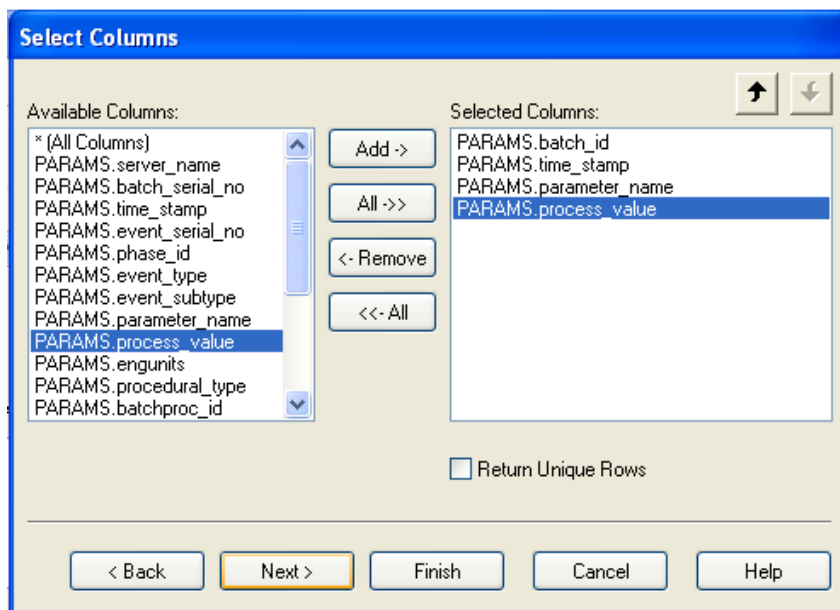 Select Columns
Available Columns:
* (All Columns)
PARAMS.server_name
PARAMS.batch_serial_no
PARAMS.time_stamp
PARAMS.event_serial_no
PARAMS.phase_id
PARAMS.event_type
PARAMS.event_subtype
PARAMS.parameter_name
PARAMS.process_value
PARAMS.engunits
PARAMS.procedural_type
PARAMS.batchproc_id
Add ->
All ->>
<- Remove
<<- All
Selected Columns:
PARAMS.batch_id
PARAMS.time_stamp
PARAMS.parameter_name
PARAMS.process_value
Return Unique Rows
< Back
Next >
Finish
Cancel
Help